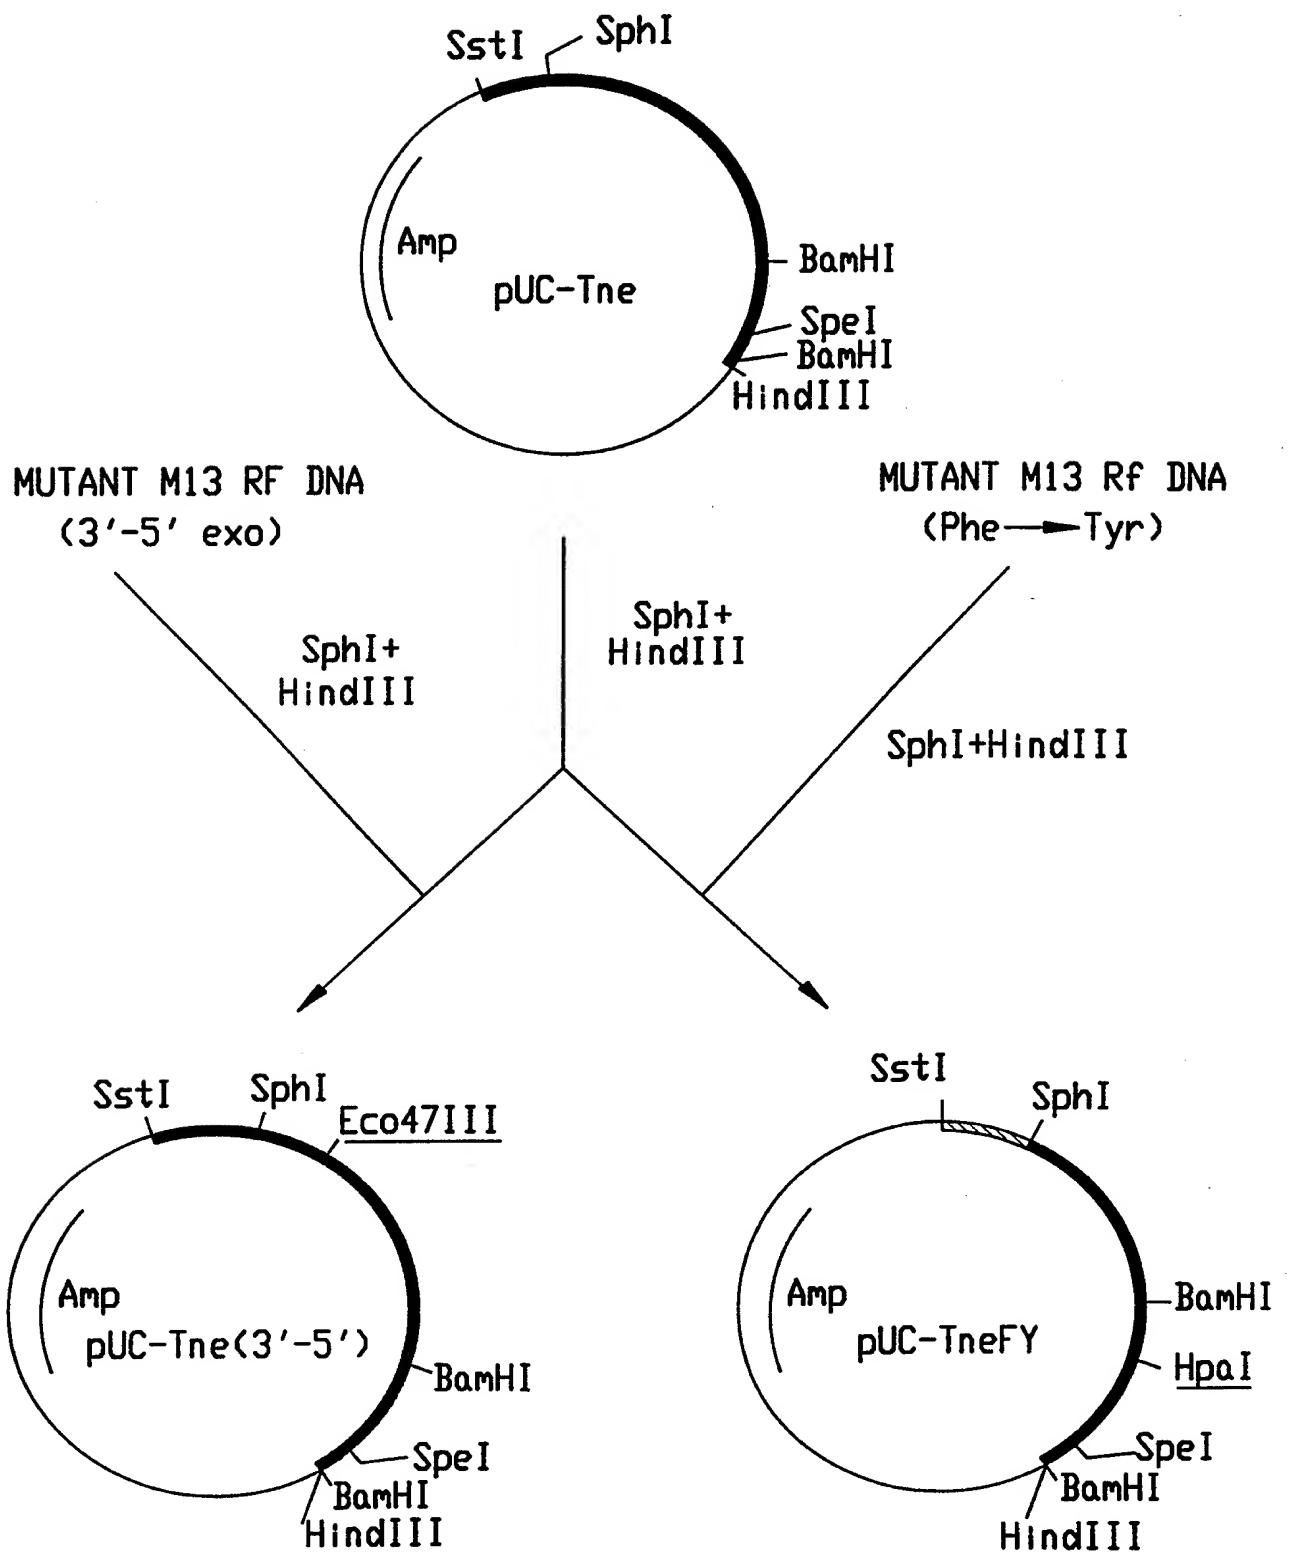 SstI
SphI
Amp
pUC-Tne
BamHI
SpeI
BamHI
HindIII
MUTANT M13 RF DNA
(3'-5' exo)
MUTANT M13 Rf DNA
(Phe→Tyr)
SphI+
HindIII
SphI+
HindIII
SphI+HindIII
SstI
SphI
Eco47III
Amp
pUC-Tne(3'-5')
BamHI
SpeI
BamHI
HindIII
SstI
SphI
Amp
pUC-TneFY
BamHI
HpaI
SpeI
BamHI
HindIII